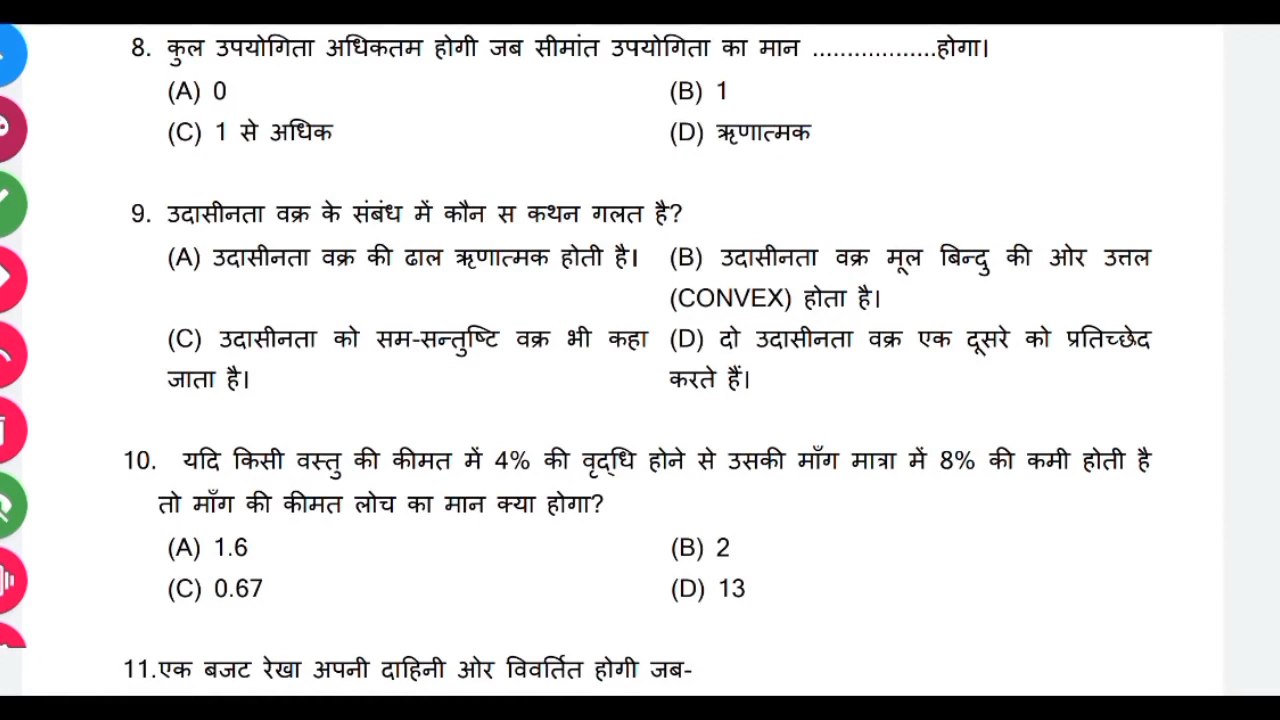 8. कुल उपयोगिता अधिकतम होगी जब सीमांत उपयोगिता का मान ..................होगा।
(A) 0 (B) 1
(C) 1 से अधिक (D) ऋणात्मक
9. उदासीनता वक्र के संबंध में कौन स कथन गलत है?
(A) उदासीनता वक्र की ढाल ऋणात्मक होती है। (B) उदासीनता वक्र मूल बिन्दु की ओर उत्तल
(CONVEX) होता है।
(C) उदासीनता को सम-सन्तुष्टि वक्र भी कहा (D) दो उदासीनता वक्र एक दूसरे को प्रतिच्छेद
जाता है। करते हैं।
10. यदि किसी वस्तु की कीमत में 4% की वृद्धि होने से उसकी माँग मात्रा में 8% की कमी होती है
तो माँग की कीमत लोच का मान क्या होगा?
(A) 1.6 (B) 2
(C) 0.67 (D) 13
11.एक बजट रेखा अपनी दाहिनी ओर विवर्तित होगी जब-